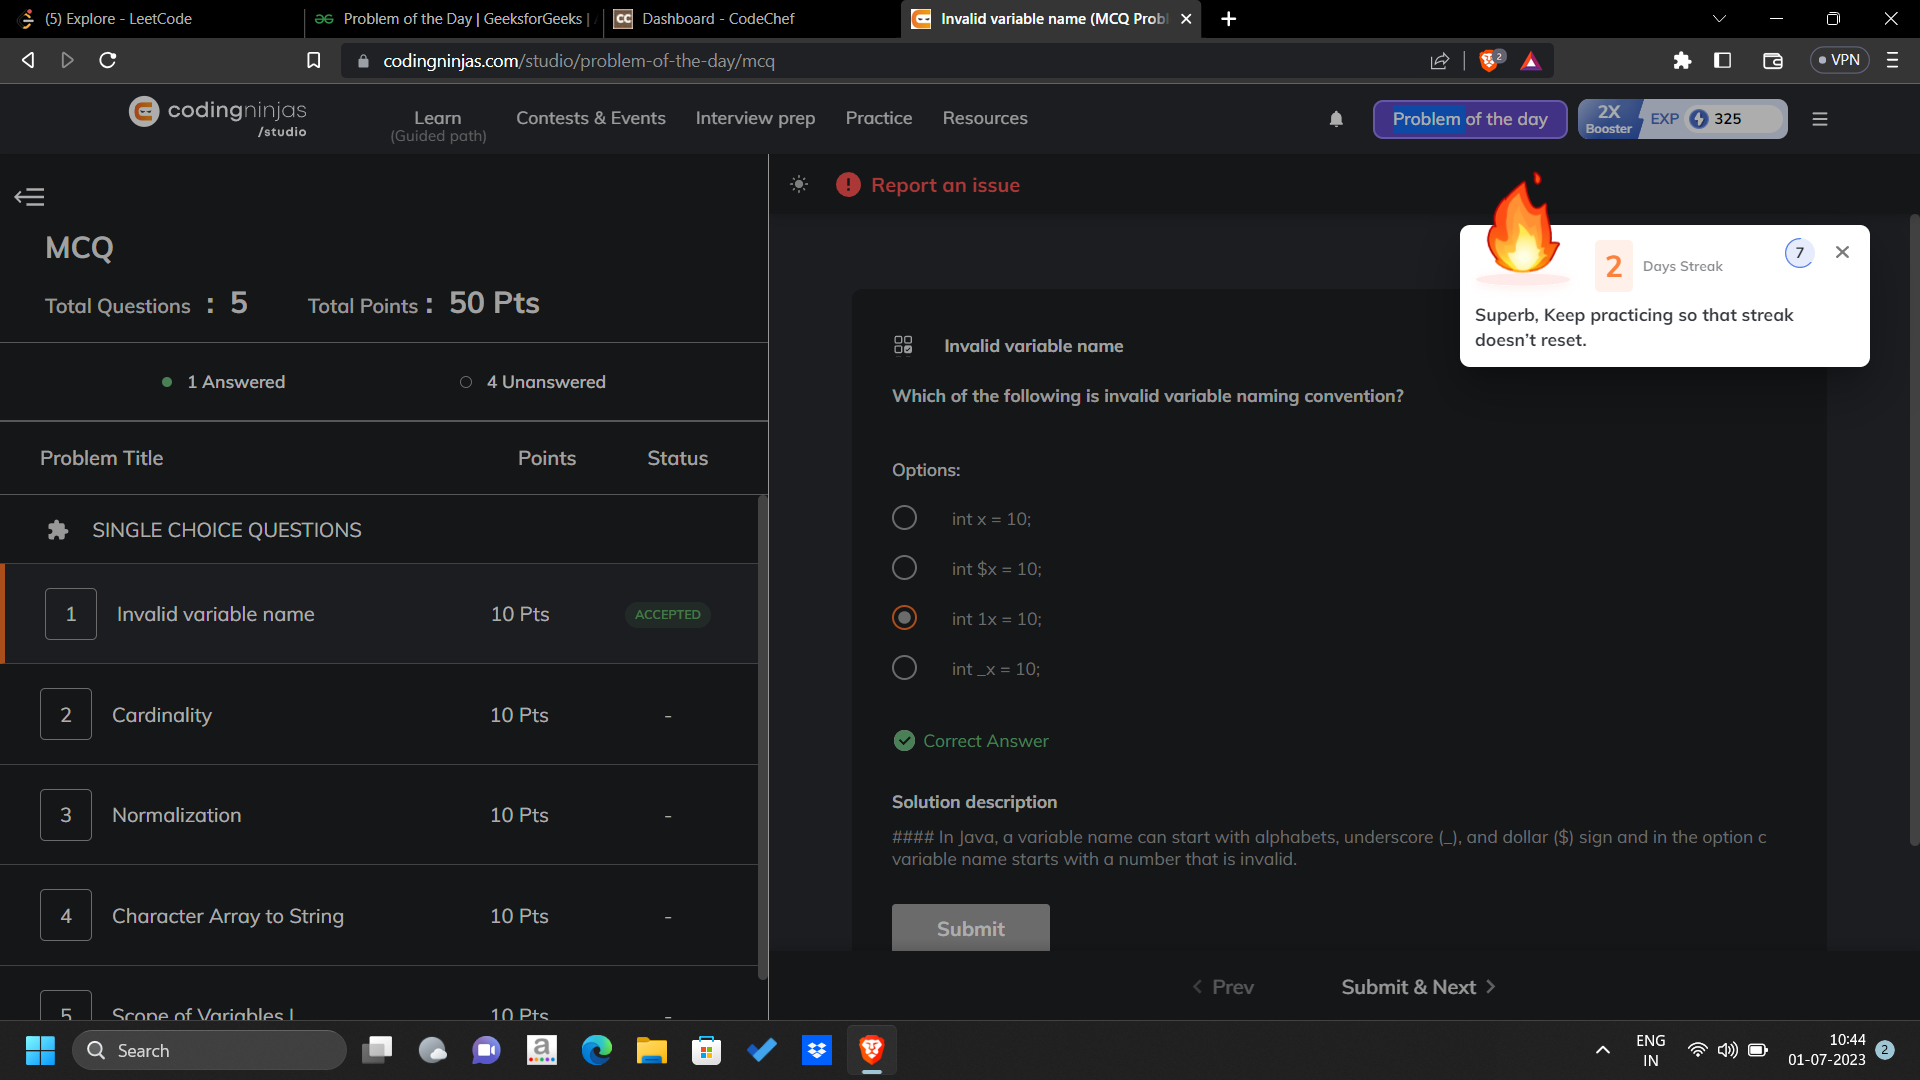 (5) Explore - LeetCode
Problem of the Day | GeeksforGeeks |
CC Dashboard - CodeChef
Invalid variable name (MCQ Probl
codingninjas.com/studio/problem-of-the-day/mcq
2
VPN
codingninjas
/studio
Learn
(Guided path)
Contests & Events
Interview prep
Practice
Resources
Problem of the day
2X
Booster
EXP
325
Report an issue
MCQ
Total Questions : 5
Total Points : 50 Pts
1 Answered
4 Unanswered
Problem Title
Points
Status
SINGLE CHOICE QUESTIONS
1 Invalid variable name 10 Pts ACCEPTED
2 Cardinality 10 Pts -
3 Normalization 10 Pts -
4 Character Array to String 10 Pts -
5 Scope of Variables I 10 Pts -
2 Days Streak
7
Superb, Keep practicing so that streak
doesn't reset.
Invalid variable name
Which of the following is invalid variable naming convention?
Options:
int x = 10;
int $x = 10;
int 1x = 10;
int _x = 10;
Correct Answer
Solution description
#### In Java, a variable name can start with alphabets, underscore (_), and dollar ($) sign and in the option c
variable name starts with a number that is invalid.
Submit
Prev
Submit & Next
Search
a
ENG
IN
10:44
01-07-2023
2